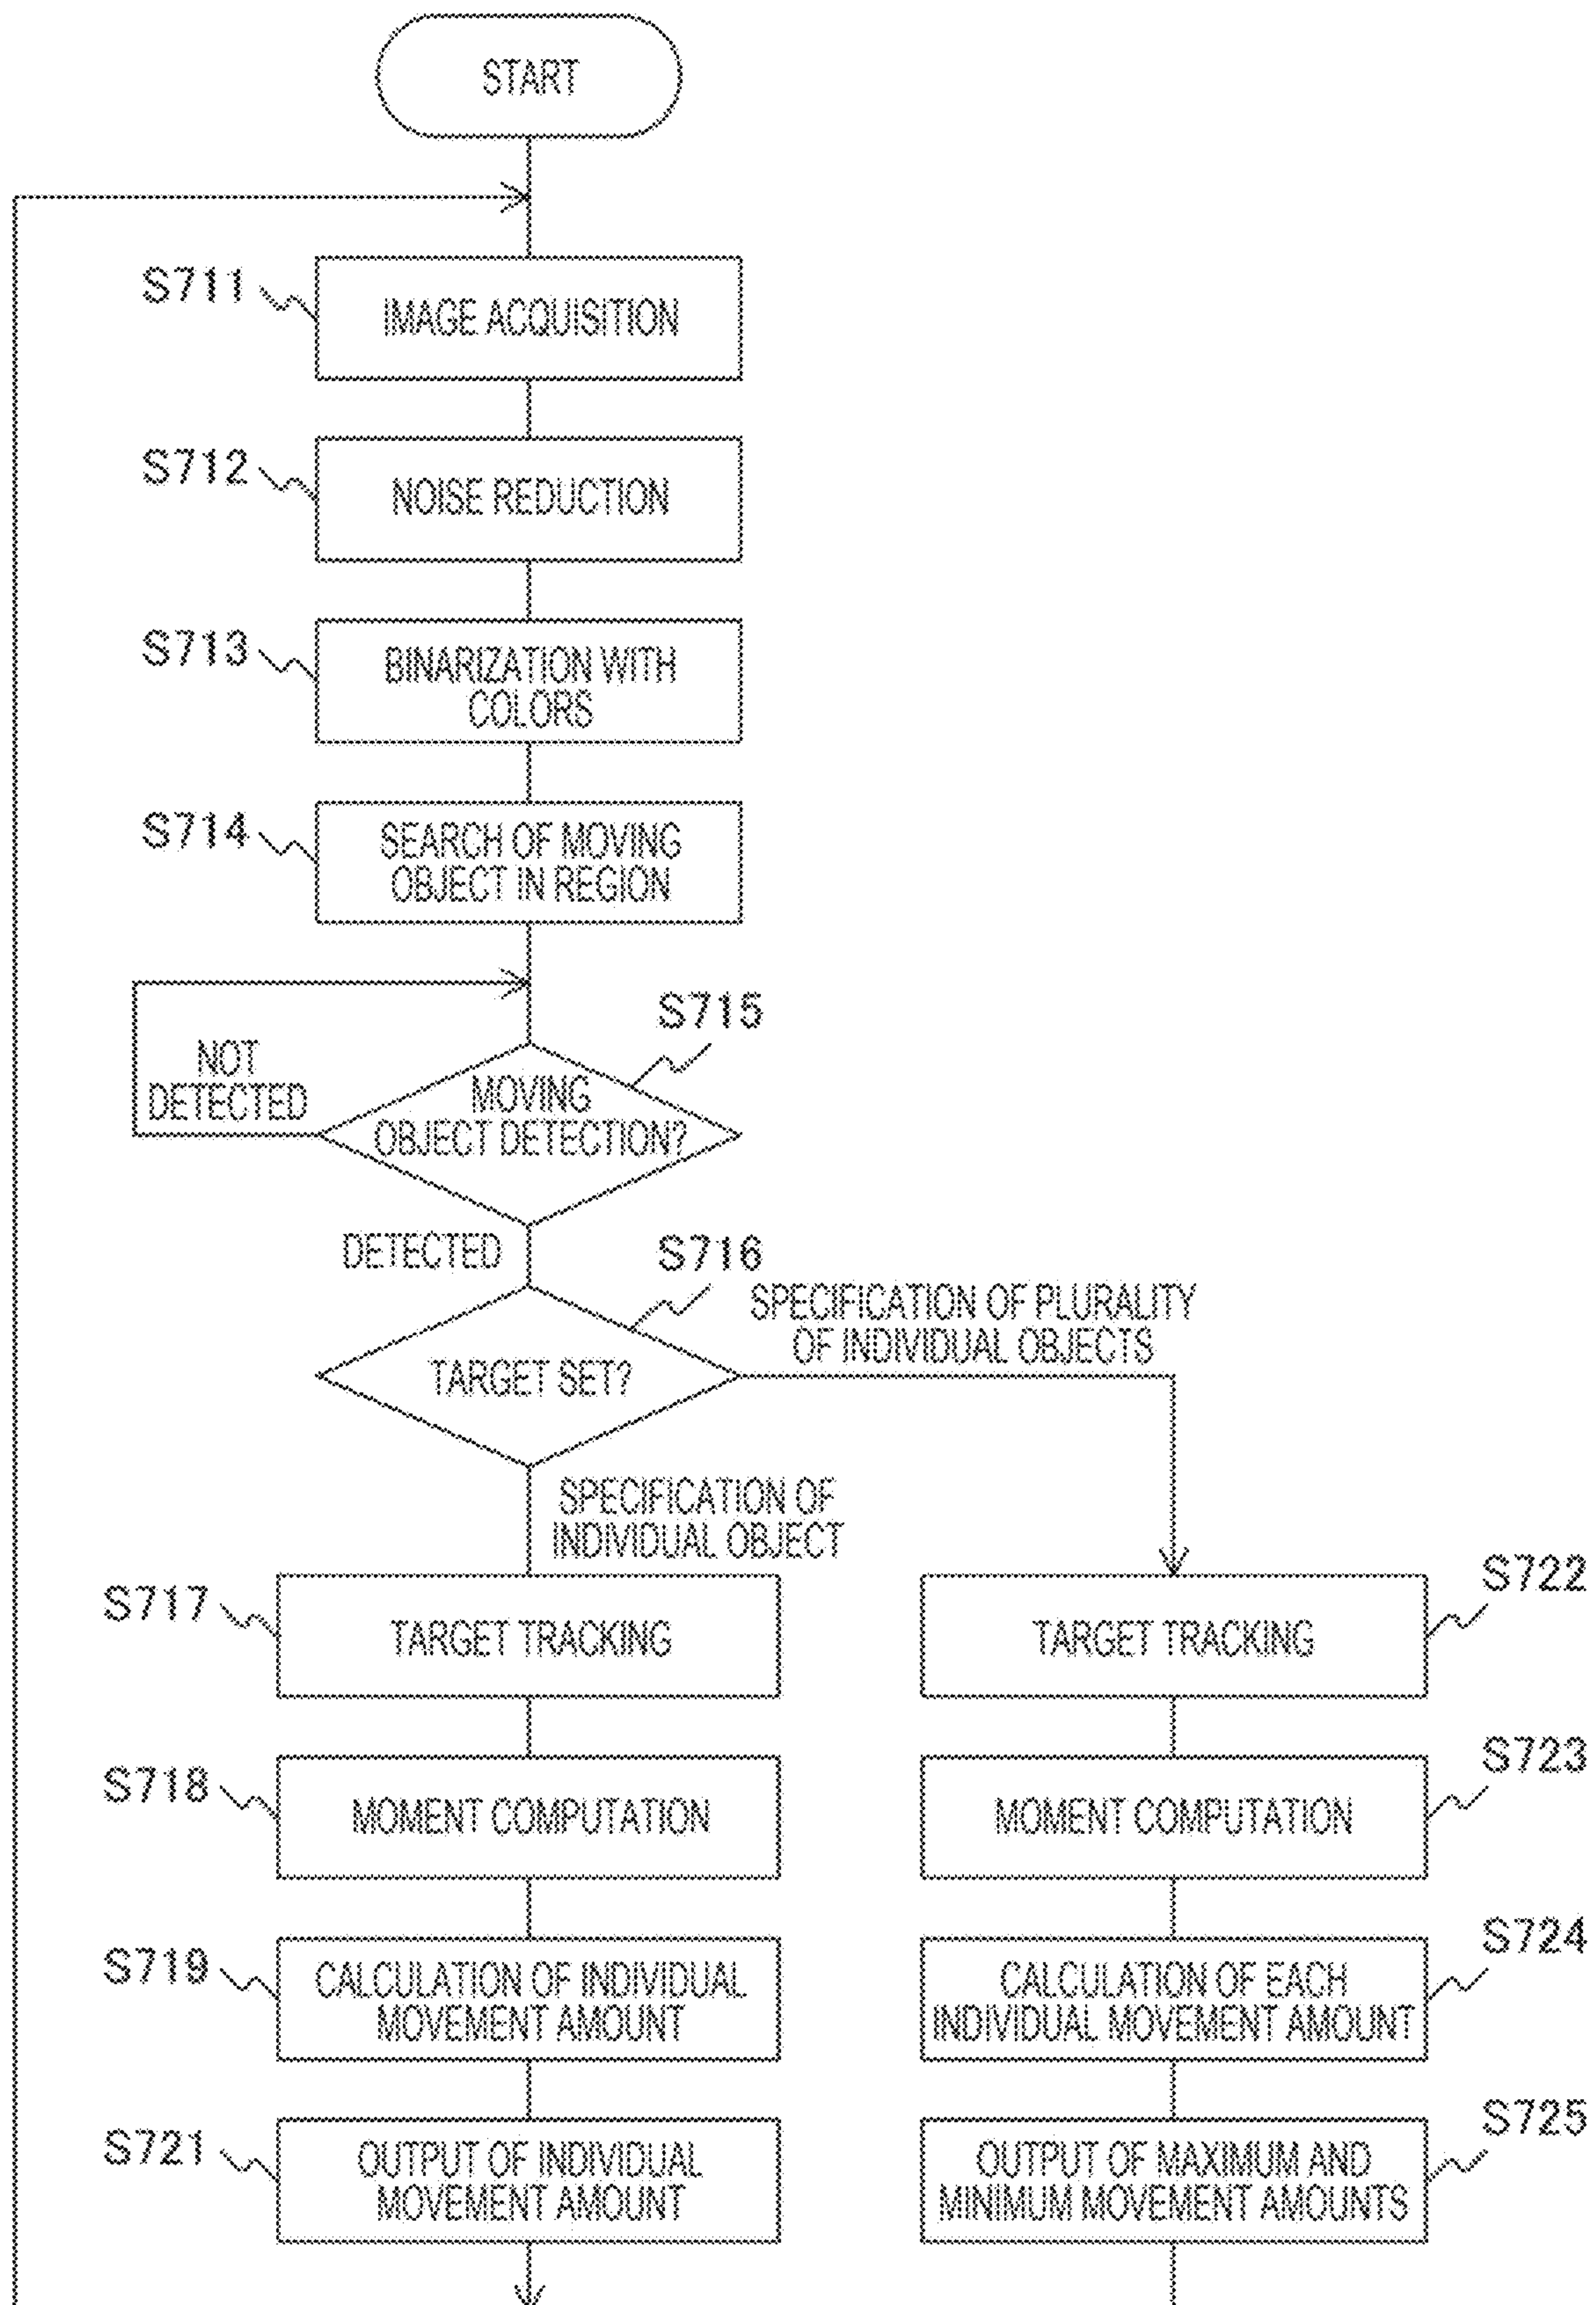 START
S711
IMAGE ACQUISITION
S712
NOISE REDUCTION
S713
BINARIZATION WITH
COLORS
S714
SEARCH OF MOVING
OBJECT IN REGION
S715
NOT
DETECTED
MOVING
OBJECT DETECTION?
DETECTED
S716
SPECIFICATION OF PLURALITY
OF INDIVIDUAL OBJECTS
TARGET SET?
SPECIFICATION OF
INDIVIDUAL OBJECT
S717
TARGET TRACKING
S718
MOMENT COMPUTATION
S719
CALCULATION OF INDIVIDUAL
MOVEMENT AMOUNT
S721
OUTPUT OF INDIVIDUAL
MOVEMENT AMOUNT
S722
TARGET TRACKING
S723
MOMENT COMPUTATION
S724
CALCULATION OF EACH
INDIVIDUAL MOVEMENT AMOUNT
S725
OUTPUT OF MAXIMUM AND
MINIMUM MOVEMENT AMOUNTS